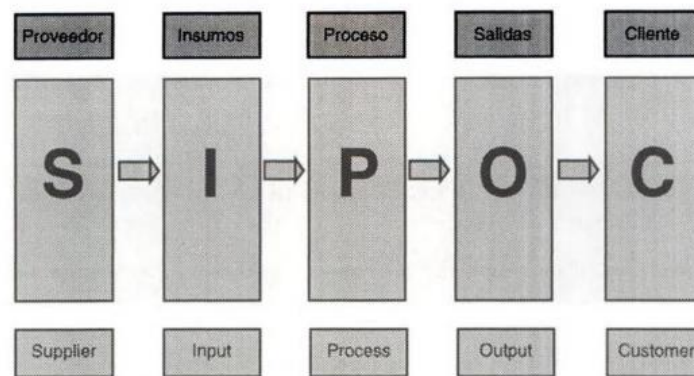 Proveedor Insumos Proceso Salidas Cliente
S I P O C
Supplier Input Process Output Customer